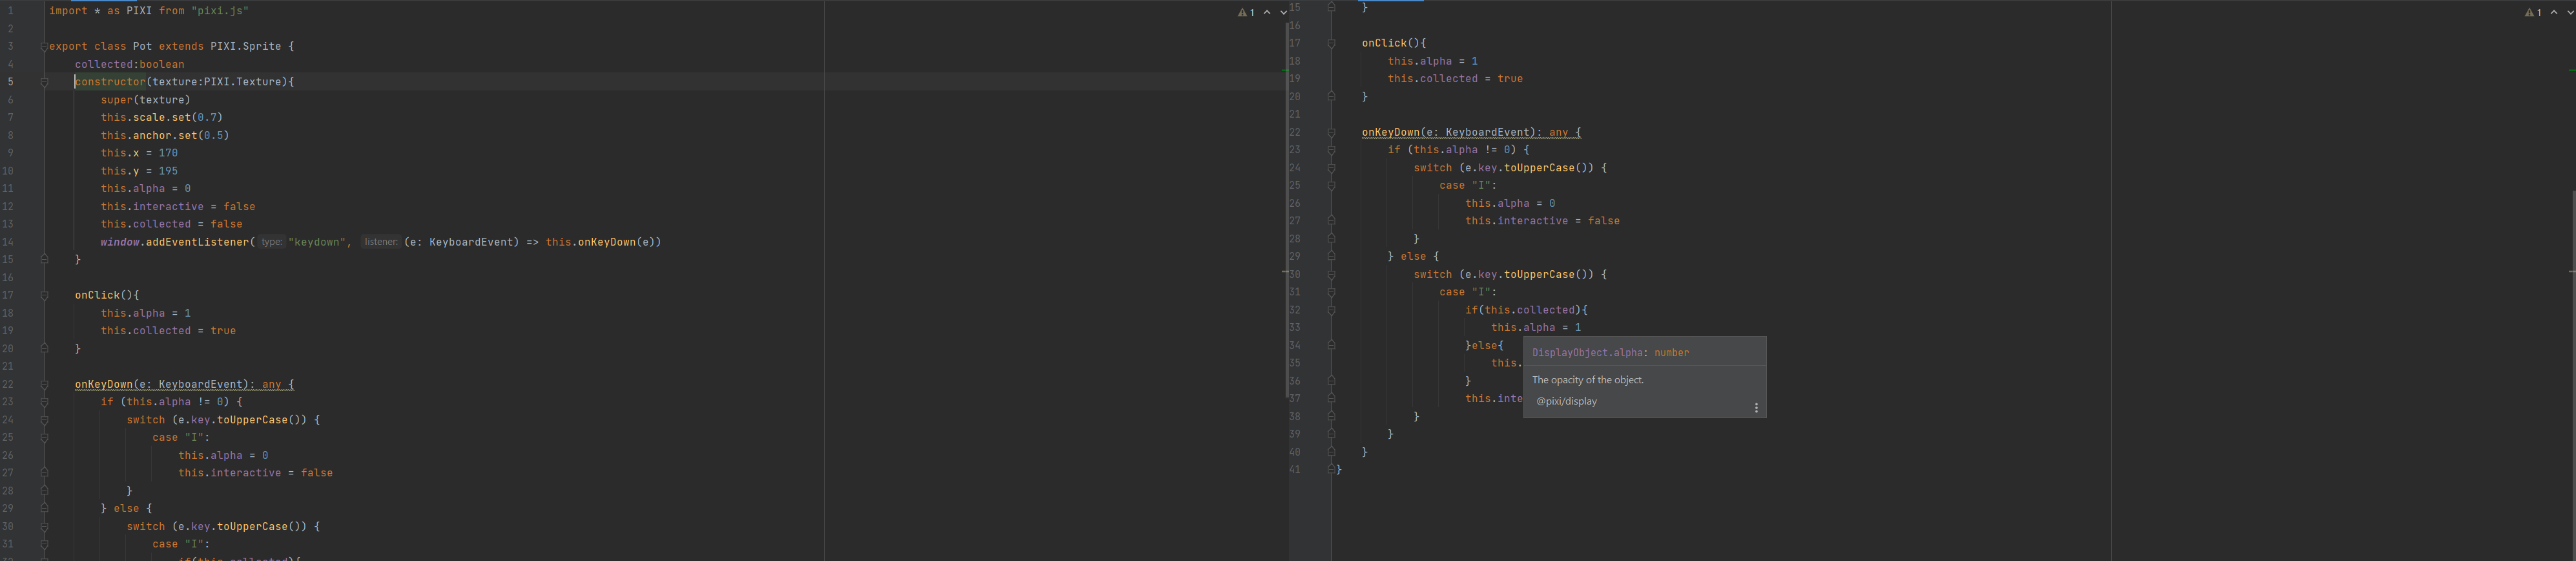 1 import * as PIXI from "pixi.js"
2
3 export class Pot extends PIXI.Sprite {
4 collected:boolean
5 constructor(texture:PIXI.Texture){
6 super(texture)
7 this.scale.set(0.7)
8 this.anchor.set(0.5)
9 this.x = 170
10 this.y = 195
11 this.alpha = 0
12 this.interactive = false
13 this.collected = false
14 window.addEventListener( type: "keydown", listener: (e: KeyboardEvent) => this.onKeyDown(e))
15 }
16
17 onClick(){
18 this.alpha = 1
19 this.collected = true
20 }
21
22 onKeyDown(e: KeyboardEvent): any {
23 if (this.alpha != 0) {
24 switch (e.key.toUpperCase()) {
25 case "I":
26 this.alpha = 0
27 this.interactive = false
28 }
29 } else {
30 switch (e.key.toUpperCase()) {
31 case "I":
1
15 }
16
17 onClick(){
18 this.alpha = 1
19 this.collected = true
20 }
21
22 onKeyDown(e: KeyboardEvent): any {
23 if (this.alpha != 0) {
24 switch (e.key.toUpperCase()) {
25 case "I":
26 this.alpha = 0
27 this.interactive = false
28 }
29 } else {
30 switch (e.key.toUpperCase()) {
31 case "I":
32 if(this.collected){
33 this.alpha = 1
34 }else{
35 this.
36 }
37 this.inte
38 }
39 }
40 }
41 }
DisplayObject.alpha: number
The opacity of the object.
@pixi/display
1